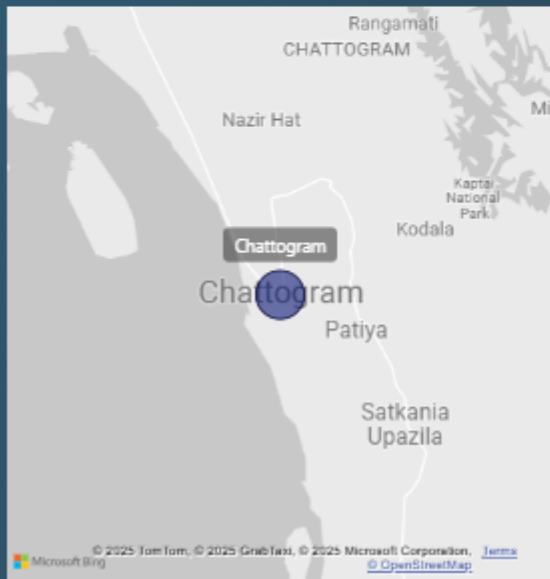 Rangamati
CHATTOGRAM
Nazir Hat
Mi
Kaptai
National
Park
Kodala
Chattogram
Chattogram
Patiya
Satkania
Upazila
© 2025 TomTom, © 2025 GrabTaxi, © 2025 Microsoft Corporation, Terms
Microsoft Bing
© OpenStreetMap